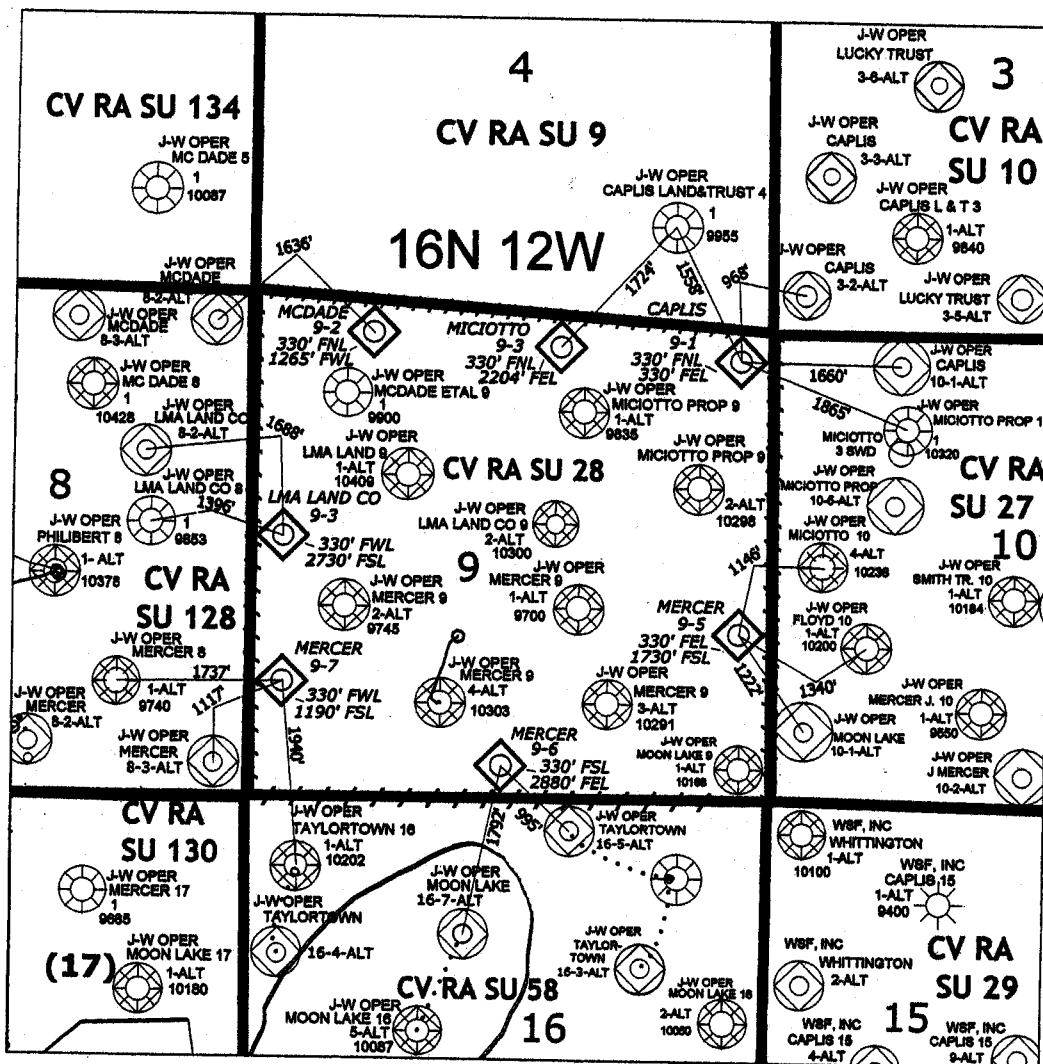 4
CV RA SU 9
16N 12W
CV RA SU 134
J-W OPER
MC DADE 5
1
10087
J-W OPER
CAPLIS LAND&TRUST 4
1
9955
J-W OPER
LUCKY TRUST
3-6-ALT
3
CV RA
SU 10
J-W OPER
CAPLIS
3-3-ALT
J-W OPER
CAPLIS L & T 3
1-ALT
9840
J-W OPER
CAPLIS
3-2-ALT
J-W OPER
LUCKY TRUST
3-5-ALT
1636'
1724'
1558'
968'
J-W OPER
MCDADE
8-2-ALT
J-W OPER
MCDADE
8-3-ALT
J-W OPER
MC DADE 8
1
10428
J-W OPER
LMA LAND CO
8-2-ALT
1688'
8
J-W OPER
LMA LAND CO 8
1
9853
1396'
J-W OPER
PHILIBERT 8
1- ALT
10378
CV RA
SU 128
J-W OPER
MERCER 8
1-ALT
9740
1737'
1117'
J-W OPER
MERCER
8-2-ALT
J-W OPER
MERCER
8-3-ALT
MCDADE
9-2
330' FNL
1265' FWL
MICIOTTO
9-3
330' FNL
2204' FEL
CAPLIS
9-1
330' FNL
330' FEL
J-W OPER
MCDADE ETAL 9
1
9900
J-W OPER
MICIOTTO PROP 9
1-ALT
9835
J-W OPER
LMA LAND 9
1-ALT
10409
CV RA SU 28
J-W OPER
MICIOTTO PROP 9
2-ALT
10298
LMA LAND CO
9-3
330' FWL
2730' FSL
J-W OPER
LMA LAND CO 9
2-ALT
10300
9
J-W OPER
MERCER 9
2-ALT
9745
J-W OPER
MERCER 9
1-ALT
9700
MERCER
9-5
330' FEL
1730' FSL
MERCER
9-7
330' FWL
1190' FSL
J-W OPER
MERCER 9
4-ALT
10303
J-W OPER
MERCER 9
3-ALT
10291
MERCER
9-6
330' FSL
2880' FEL
J-W OPER
MOON LAKE 9
1-ALT
10168
1940'
1792'
995'
1146'
1222'
1340'
1660'
1865'
J-W OPER
CAPLIS
10-1-ALT
J-W OPER
MICIOTTO PROP 1
1
10320
MICIOTTO
3 SWD
J-W OPER
MICIOTTO PROP
10-5-ALT
CV RA
SU 27
10
J-W OPER
MICIOTTO 10
4-ALT
10236
J-W OPER
SMITH TR. 10
1-ALT
10184
J-W OPER
FLOYD 10
1-ALT
10200
J-W OPER
MERCER J. 10
1-ALT
9550
J-W OPER
MOON LAKE
10-1-ALT
J-W OPER
J MERCER
10-2-ALT
CV RA
SU 130
J-W OPER
MERCER 17
1
9685
(17)
J-W OPER
MOON LAKE 17
1-ALT
10180
J-W OPER
TAYLORTOWN 16
1-ALT
10202
J-W OPER
TAYLORTOWN
16-4-ALT
J-W OPER
MOON LAKE
16-7-ALT
J-W OPER
TAYLORTOWN
16-5-ALT
J-W OPER
TAYLOR-
TOWN
16-3-ALT
CV RA SU 58
16
J-W OPER
MOON LAKE 16
5-ALT
10087
J-W OPER
MOON LAKE 16
2-ALT
10059
WSF, INC
WHITTINGTON
1-ALT
10100
WSF, INC
CAPLIS 15
1-ALT
9400
WSF, INC
WHITTINGTON
2-ALT
CV RA
SU 29
15
WSF, INC
CAPLIS 15
4-ALT
WSF, INC
CAPLIS 15
9-ALT